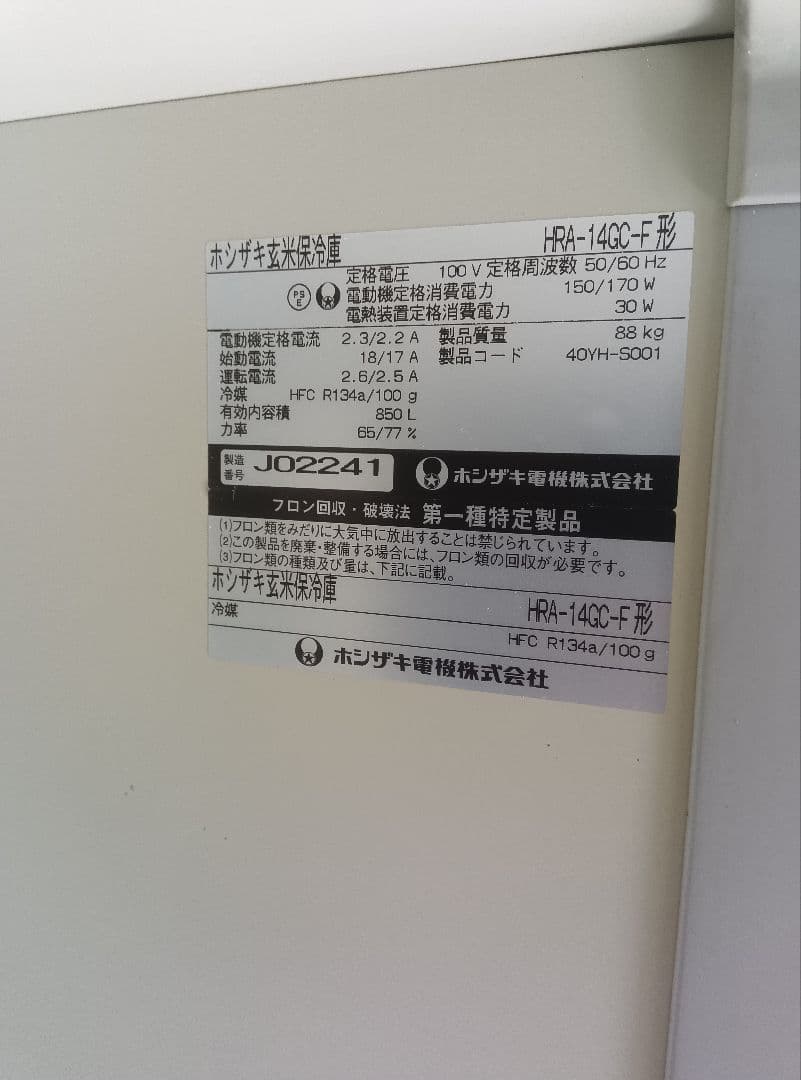 ホシザキ玄米保冷庫 HRA-14GC-F形
定格電圧 100V 定格周波数 50/60 Hz
PSE 電動機定格消費電力 150/170 W
電熱装置定格消費電力 30 W
電動機定格電流 2.3/2.2 A 製品質量 88 kg
始動電流 18/17 A 製品コード 40YH-S001
運転電流 2.6/2.5 A
冷媒 HFC R134a/100 g
有効内容積 850 L
力率 65/77 %
製造番号 J02241 ホシザキ電機株式会社
フロン回収・破壊法 第一種特定製品
(1)フロン類をみだりに大気中に放出することは禁じられています。
(2)この製品を廃棄・整備する場合には、フロン類の回収が必要です。
(3)フロン類の種類及び量は、下記に記載。
ホシザキ玄米保冷庫 HRA-14GC-F形
冷媒 HFC R134a/100 g
ホシザキ電機株式会社